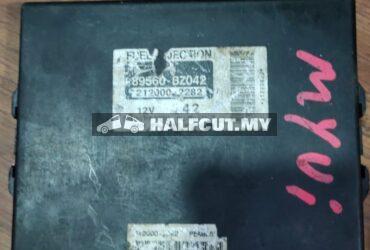 FUEL INJECTION
89560-BZ042
212000-2282
12V 42
HALFCUT.MY
MYVI